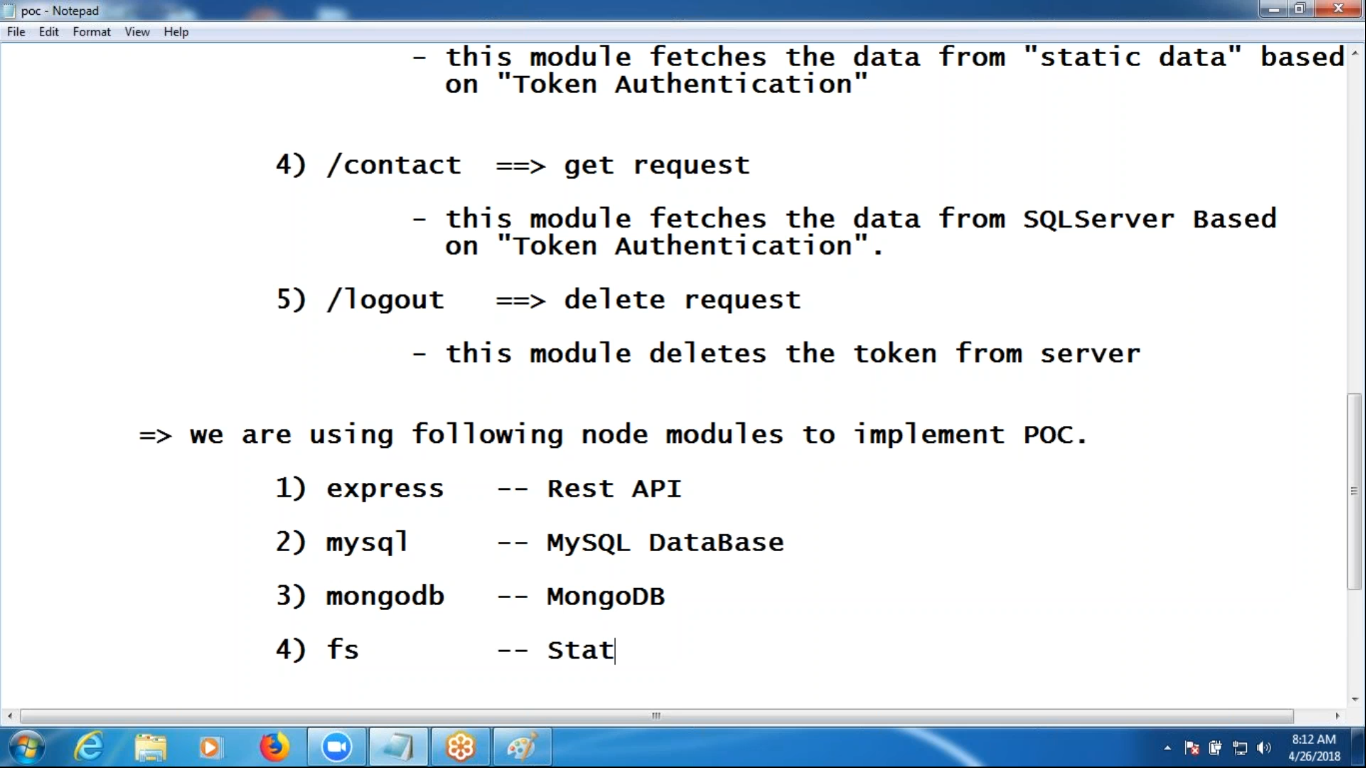 poc - Notepad
File Edit Format View Help
- this module fetches the data from "static data" based
on "Token Authentication"
4) /contact ==> get request
- this module fetches the data from SQLServer Based
on "Token Authentication".
5) /logout ==> delete request
- this module deletes the token from server
=> we are using following node modules to implement POC.
1) express -- Rest API
2) mysql -- MySQL DataBase
3) mongodb -- MongoDB
4) fs -- Stat
8:12 AM
4/26/2018